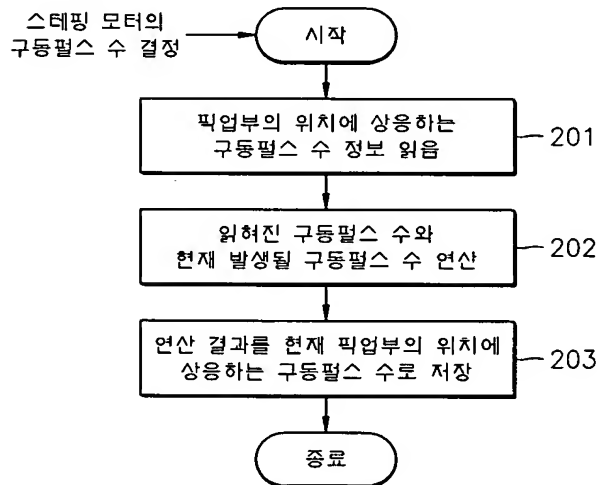 스테핑 모터의
구동펄스 수 결정
시작
픽업부의 위치에 상응하는
구동펄스 수 정보 읽음
201
읽혀진 구동펄스 수와
현재 발생될 구동펄스 수 연산
202
연산 결과를 현재 픽업부의 위치에
상응하는 구동펄스 수로 저장
203
종료